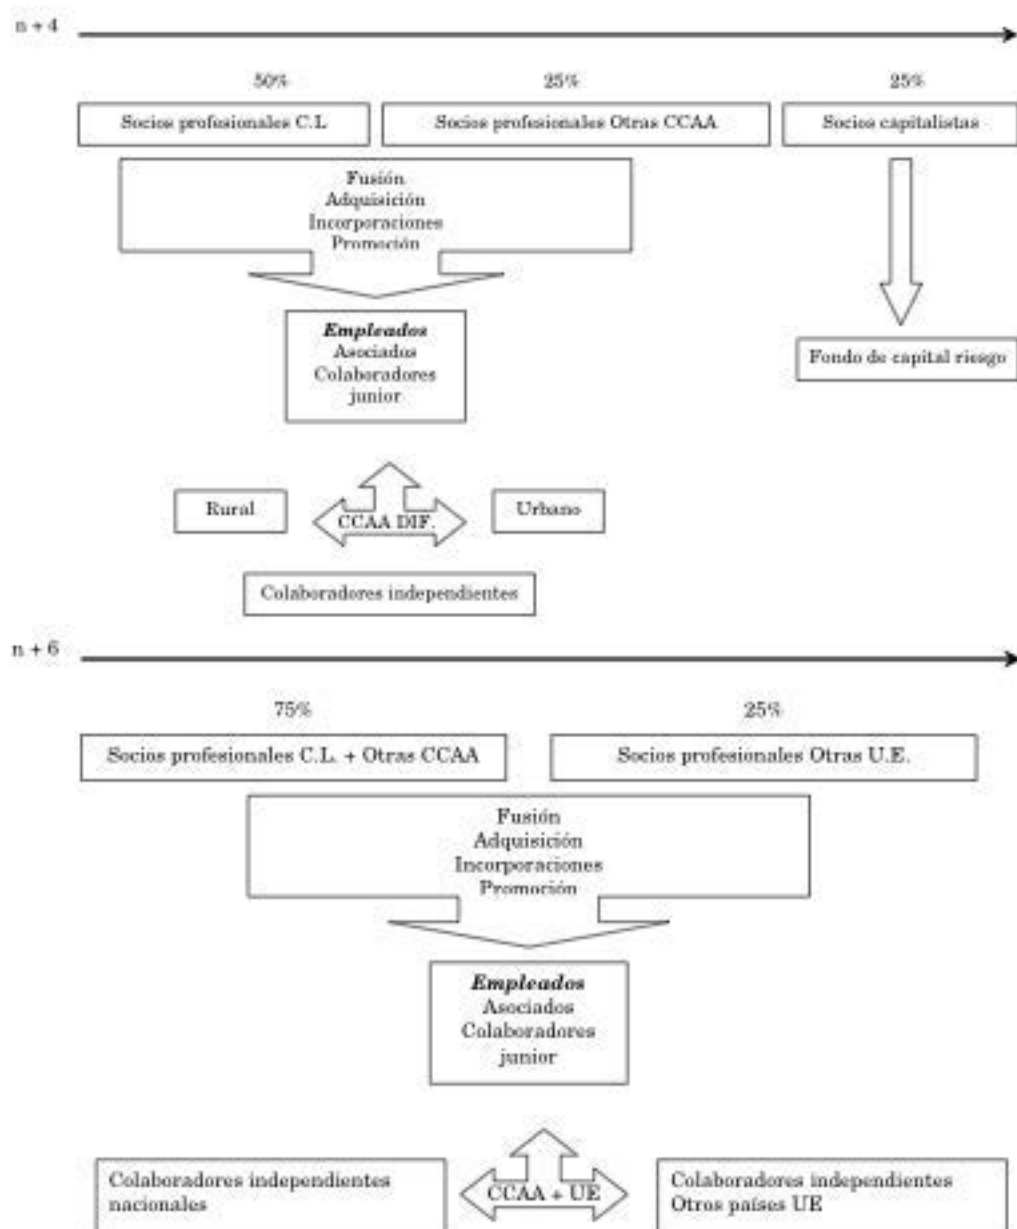 n + 4
50% 25% 25%
Socios profesionales C.L Socios profesionales Otras CCAA Socios capitalistas
Fusión
Adquisición
Incorporaciones
Promoción
Empleados
Asociados
Colaboradores
junior
Fondo de capital riesgo
Rural CCAA DIF. Urbano
Colaboradores independientes
n + 6
75% 25%
Socios profesionales C.L. + Otras CCAA Socios profesionales Otras U.E.
Fusión
Adquisición
Incorporaciones
Promoción
Empleados
Asociados
Colaboradores
junior
Colaboradores independientes
nacionales
CCAA + UE
Colaboradores independientes
Otros países UE